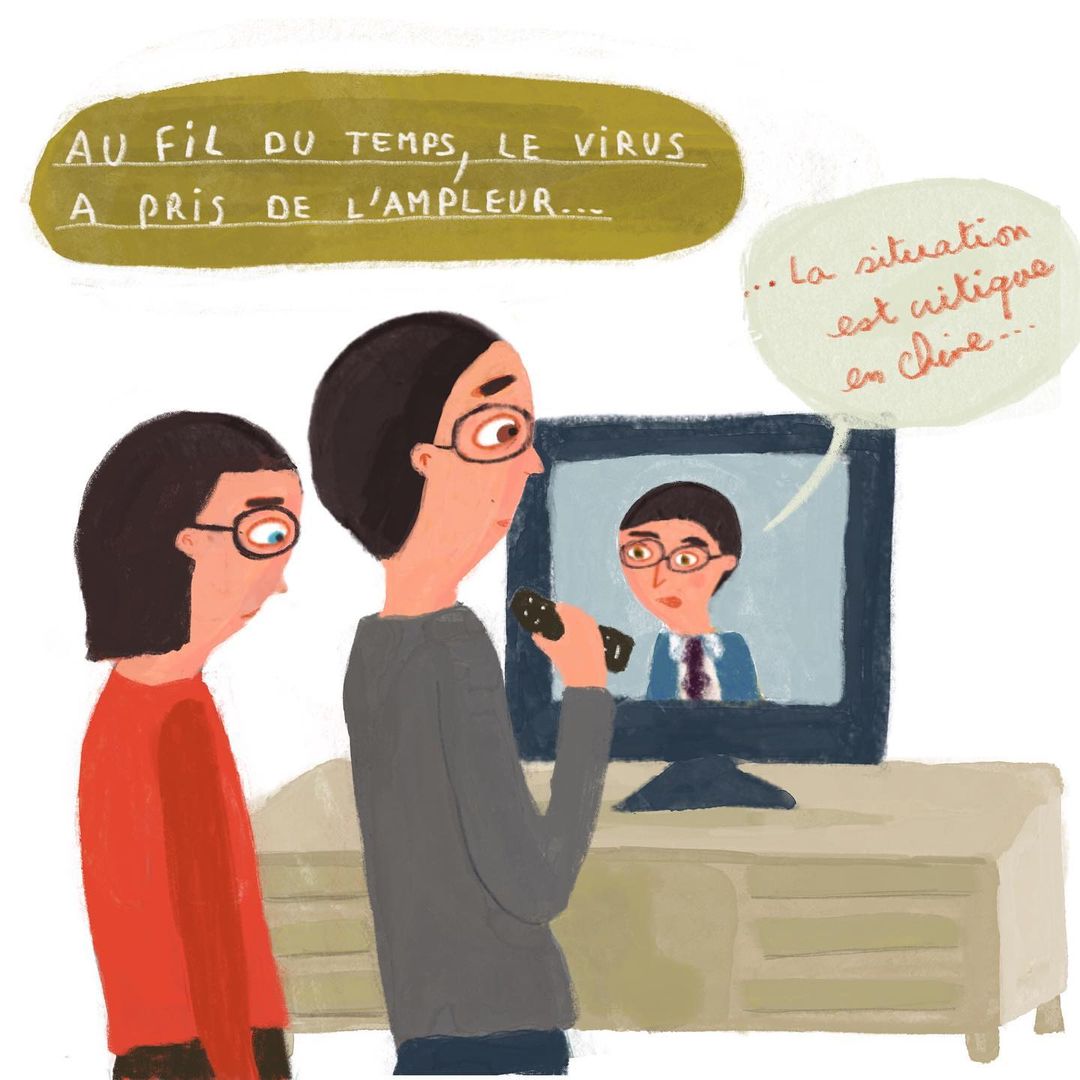 AU FiL DU TEMPS, LE ViRUS
A PRiS DE L'AMPLEUR...
...La situation
est critique
en Chine....